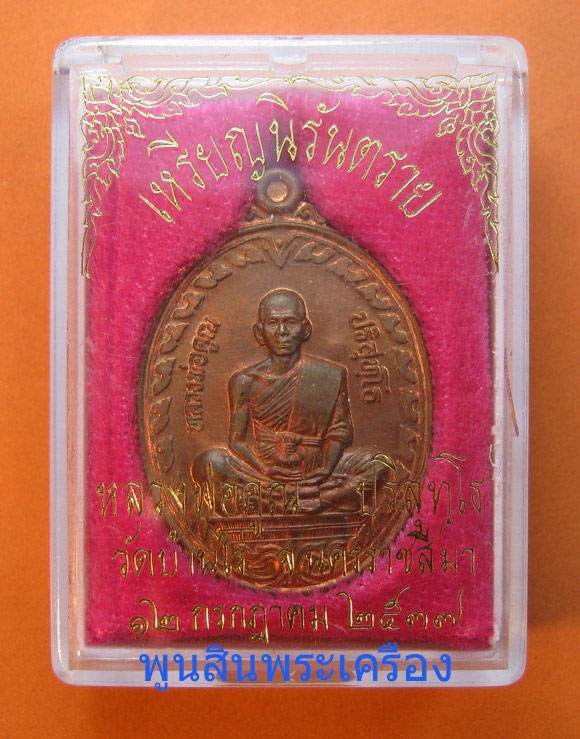 เหรียญนิรันตราย
หลวงพ่อคูณ ปริสุทฺโธ
หลวงพ่อคูณ ปริสุทฺโธ
วัดบ้านไร่ จ.นครราชสีมา
๑๒ กรกฎาคม ๒๕๓๗
พูนสินพระเครื่อง